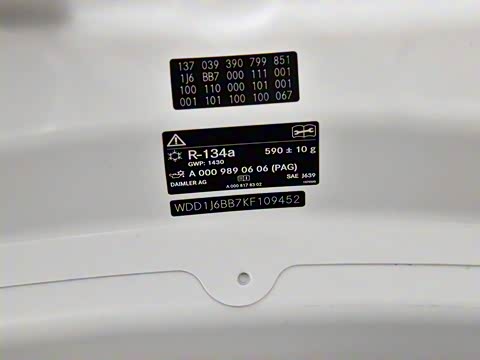 137 039 390 799 851
1J6 BB7 000 111 001
100 110 000 101 001
001 101 100 100 067
R-134a 590 ± 10 g
GWP: 1430
A 000 989 06 06 (PAG)
DAIMLER AG SAE J639
A 000 817 83 02
WDD1J6BB7KF109452